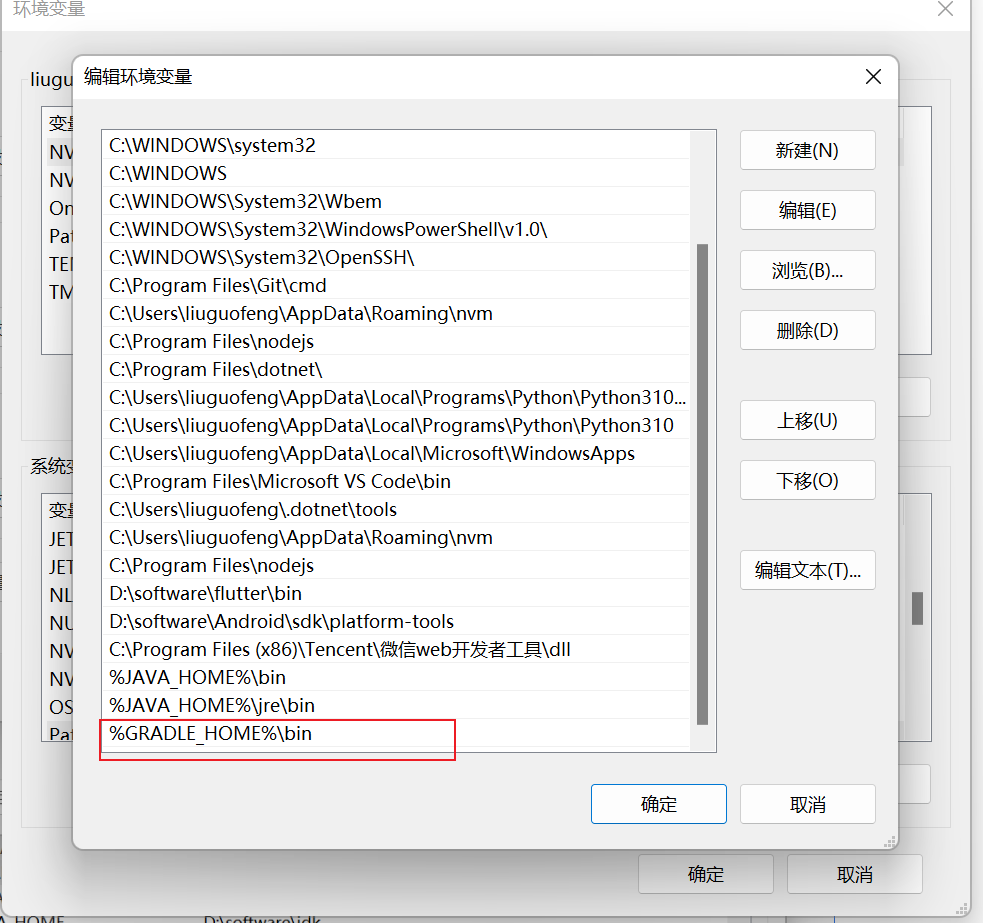 环境变量
liugu
编辑环境变量
变量
NV
NV
On
Pat
TEM
TM
C:\WINDOWS\system32
C:\WINDOWS
C:\WINDOWS\System32\Wbem
C:\WINDOWS\System32\WindowsPowerShell\v1.0\
C:\WINDOWS\System32\OpenSSH\
C:\Program Files\Git\cmd
C:\Users\liuguofeng\AppData\Roaming\nvm
C:\Program Files\nodejs
C:\Program Files\dotnet\
C:\Users\liuguofeng\AppData\Local\Programs\Python\Python310...
C:\Users\liuguofeng\AppData\Local\Programs\Python\Python310
C:\Users\liuguofeng\AppData\Local\Microsoft\WindowsApps
C:\Program Files\Microsoft VS Code\bin
C:\Users\liuguofeng\.dotnet\tools
C:\Users\liuguofeng\AppData\Roaming\nvm
C:\Program Files\nodejs
D:\software\flutter\bin
D:\software\Android\sdk\platform-tools
C:\Program Files (x86)\Tencent\微信web开发者工具\dll
%JAVA_HOME%\bin
%JAVA_HOME%\jre\bin
%GRADLE_HOME%\bin
新建(N)
编辑(E)
浏览(B)...
删除(D)
上移(U)
下移(O)
编辑文本(T)...
系统变
变量
JET
JET
NL
NU
NV
NV
OS
Pat
确定
取消
确定
取消
A_HOME
D:\software\jdk